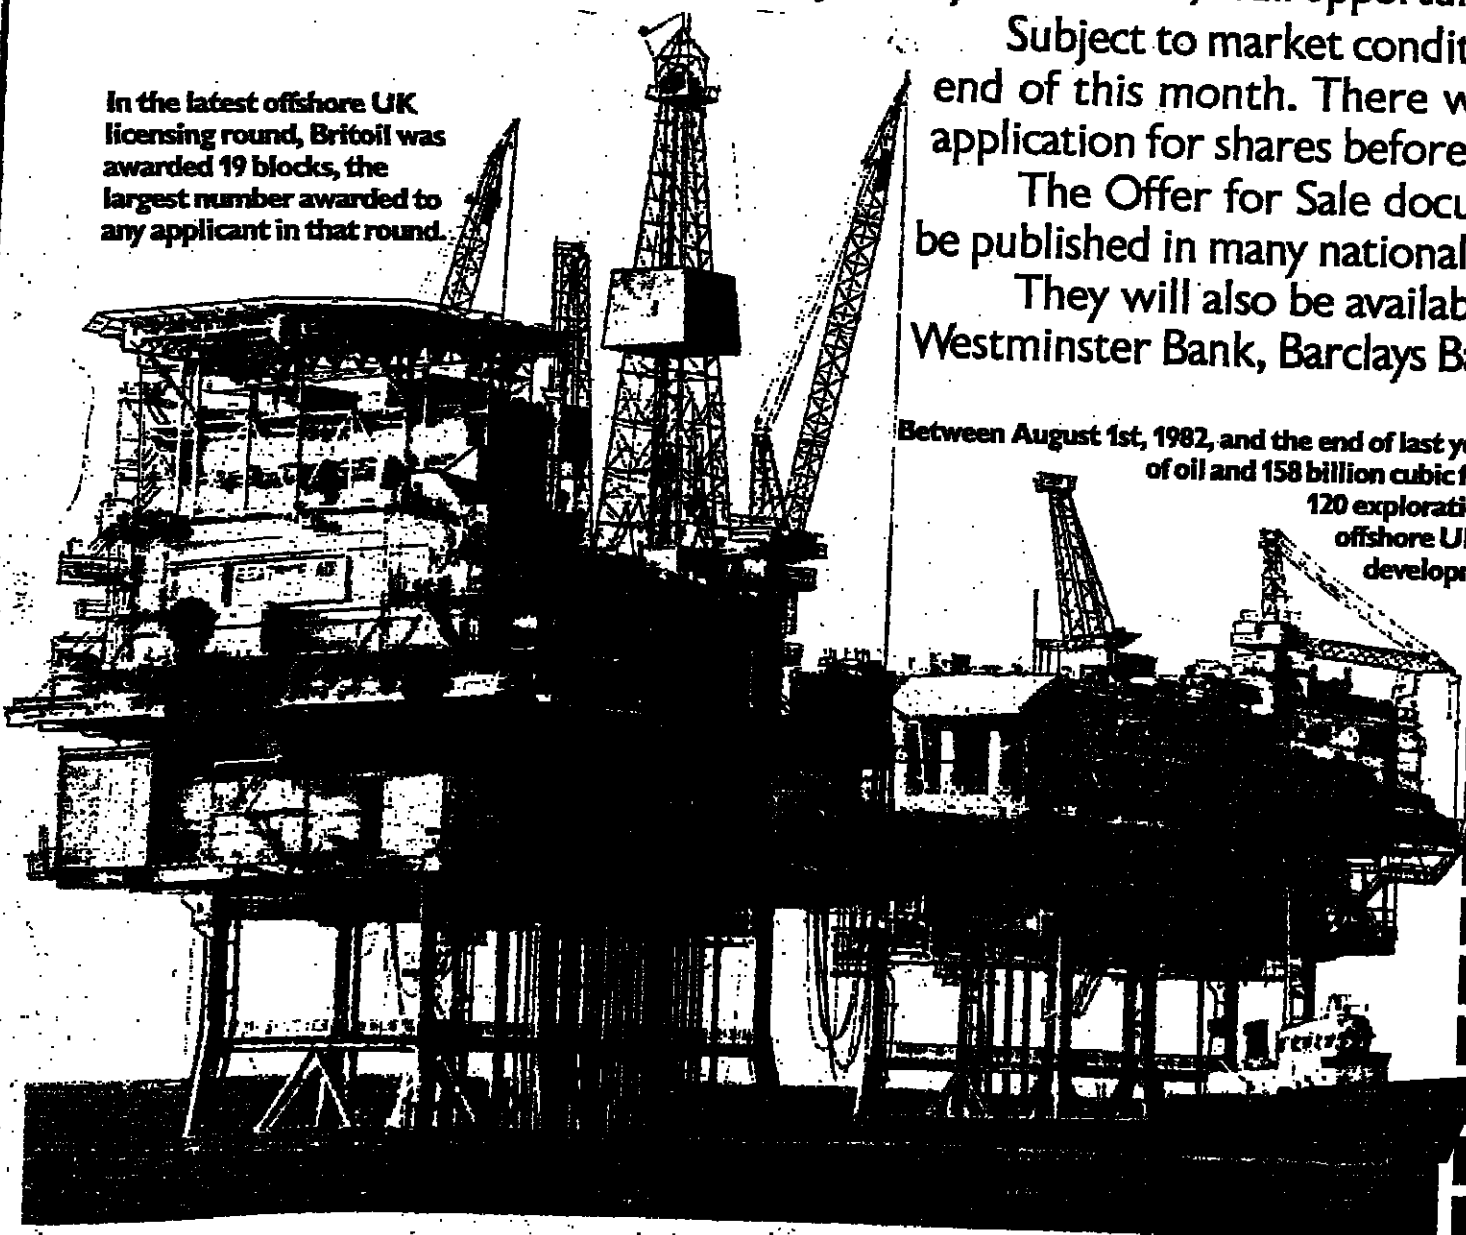 In the latest offshore UK
licensing round, Britoil was
awarded 19 blocks, the
largest number awarded to
any applicant in that round.
Subject to market condit
end of this month. There w
application for shares before
The Offer for Sale docu
be published in many national
They will also be availab
Westminster Bank, Barclays Ba
Between August 1st, 1982, and the end of last ye
of oil and 158 billion cubic f
120 explorati
offshore U
develop